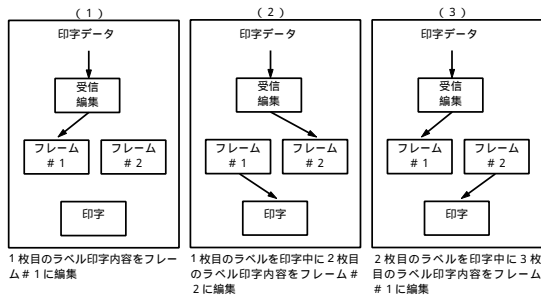 (1)
印字データ
受信
編集
フレーム
#1
フレーム
#2
印字
1枚目のラベル印字内容をフレー
ム#1に編集
(2)
印字データ
受信
編集
フレーム
#1
フレーム
#2
印字
1枚目のラベルを印字中に2枚目
のラベル印字内容をフレーム#
2に編集
(3)
印字データ
受信
編集
フレーム
#1
フレーム
#2
印字
2枚目のラベルを印字中に3枚
目のラベル印字内容をフレーム
#1に編集